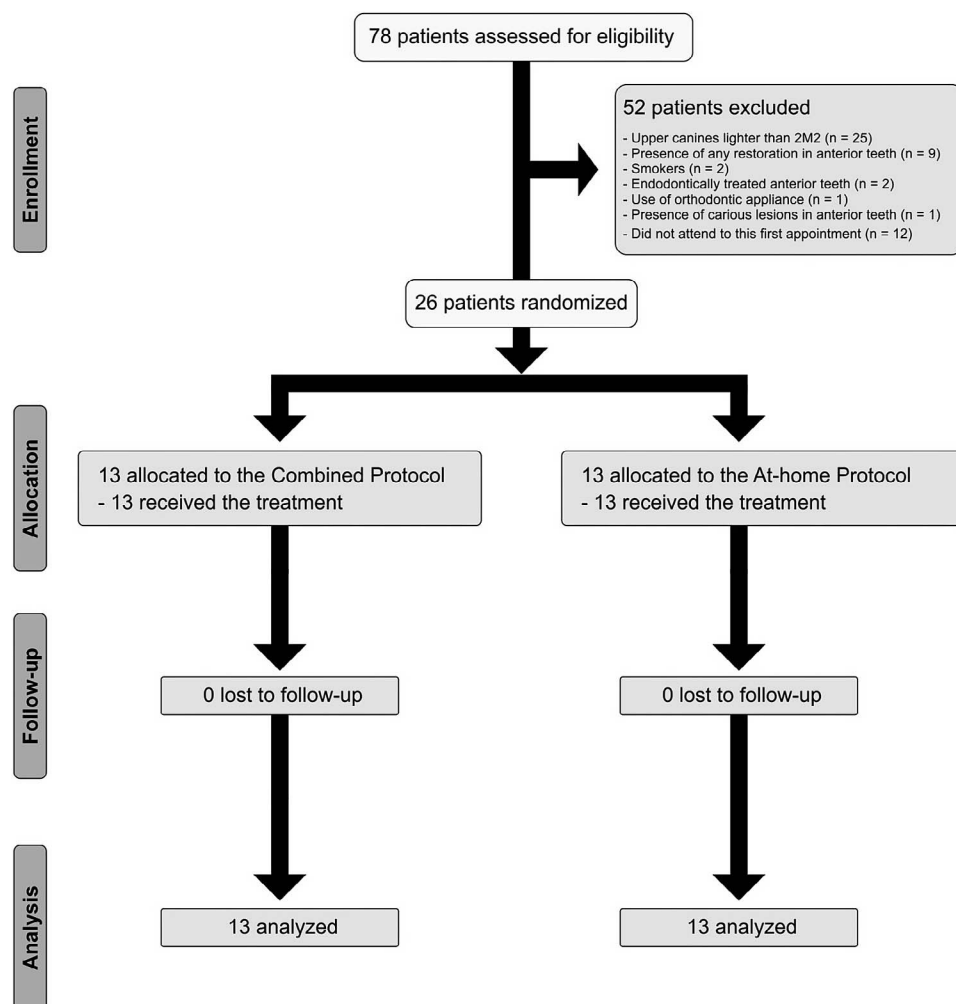 78 patients assessed for eligibility
Enrollment
52 patients excluded
- Upper canines lighter than 2M2 (n = 25)
- Presence of any restoration in anterior teeth (n = 9)
- Smokers (n = 2)
- Endodontically treated anterior teeth (n = 2)
- Use of orthodontic appliance (n = 1)
- Presence of carious lesions in anterior teeth (n = 1)
- Did not attend to this first appointment (n = 12)
26 patients randomized
Allocation
13 allocated to the Combined Protocol
- 13 received the treatment
13 allocated to the At-home Protocol
- 13 received the treatment
Follow-up
0 lost to follow-up
0 lost to follow-up
Analysis
13 analyzed
13 analyzed